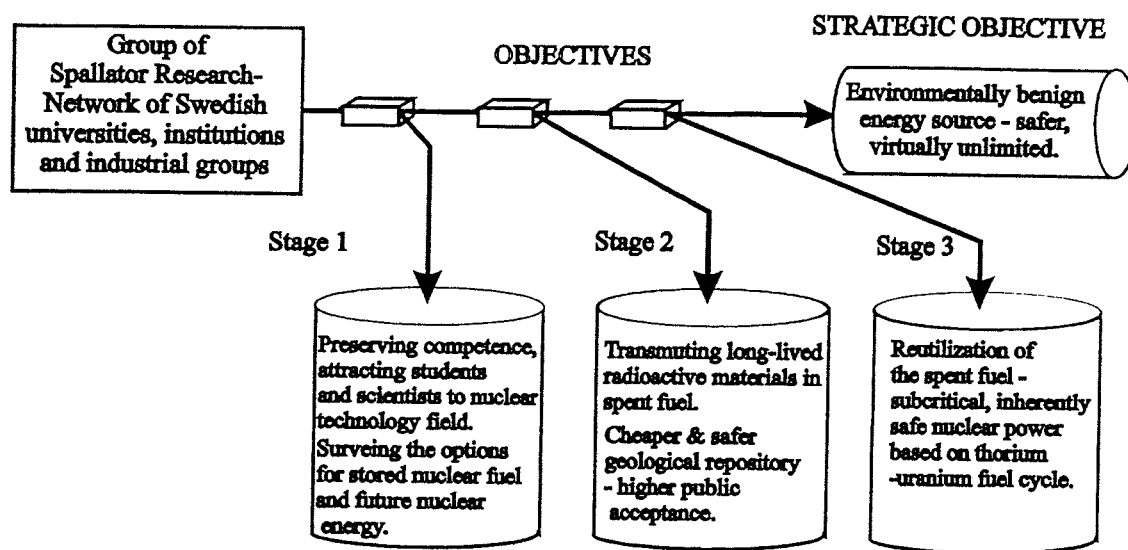 Group of
Spallator Research-
Network of Swedish
universities, institutions
and industrial groups
OBJECTIVES
STRATEGIC OBJECTIVE
Environmentally benign
energy source - safer,
virtually unlimited.
Stage 1
Stage 2
Stage 3
Preserving competence,
attracting students
and scientists to nuclear
technology field.
Surveing the options
for stored nuclear fuel
and future nuclear
energy.
Transmuting long-lived
radioactive materials in
spent fuel.
Cheaper & safer
geological repository
- higher public
acceptance.
Reutilization of
the spent fuel -
subcritical, inherently
safe nuclear power
based on thorium
-uranium fuel cycle.